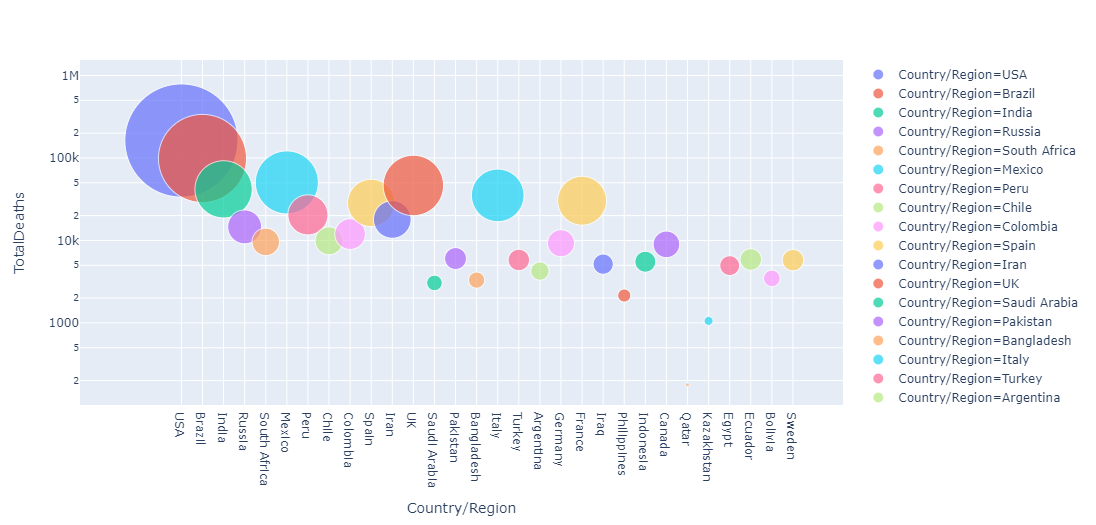 1M
5
2
100k
5
2
10k
5
2
1000
5
2
TotalDeaths
USA
Brazil
India
Russia
South Africa
Mexico
Peru
Chile
Colombia
Spain
Iran
UK
Saudi Arabia
Pakistan
Bangladesh
Italy
Turkey
Argentina
Germany
France
Iraq
Philippines
Indonesia
Canada
Qatar
Kazakhstan
Egypt
Ecuador
Bolivia
Sweden
Country/Region
Country/Region=USA
Country/Region=Brazil
Country/Region=India
Country/Region=Russia
Country/Region=South Africa
Country/Region=Mexico
Country/Region=Peru
Country/Region=Chile
Country/Region=Colombia
Country/Region=Spain
Country/Region=Iran
Country/Region=UK
Country/Region=Saudi Arabia
Country/Region=Pakistan
Country/Region=Bangladesh
Country/Region=Italy
Country/Region=Turkey
Country/Region=Argentina